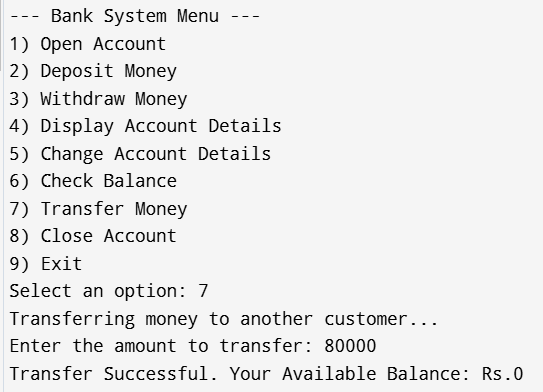 --- Bank System Menu ---
1) Open Account
2) Deposit Money
3) Withdraw Money
4) Display Account Details
5) Change Account Details
6) Check Balance
7) Transfer Money
8) Close Account
9) Exit
Select an option: 7
Transferring money to another customer...
Enter the amount to transfer: 80000
Transfer Successful. Your Available Balance: Rs.0